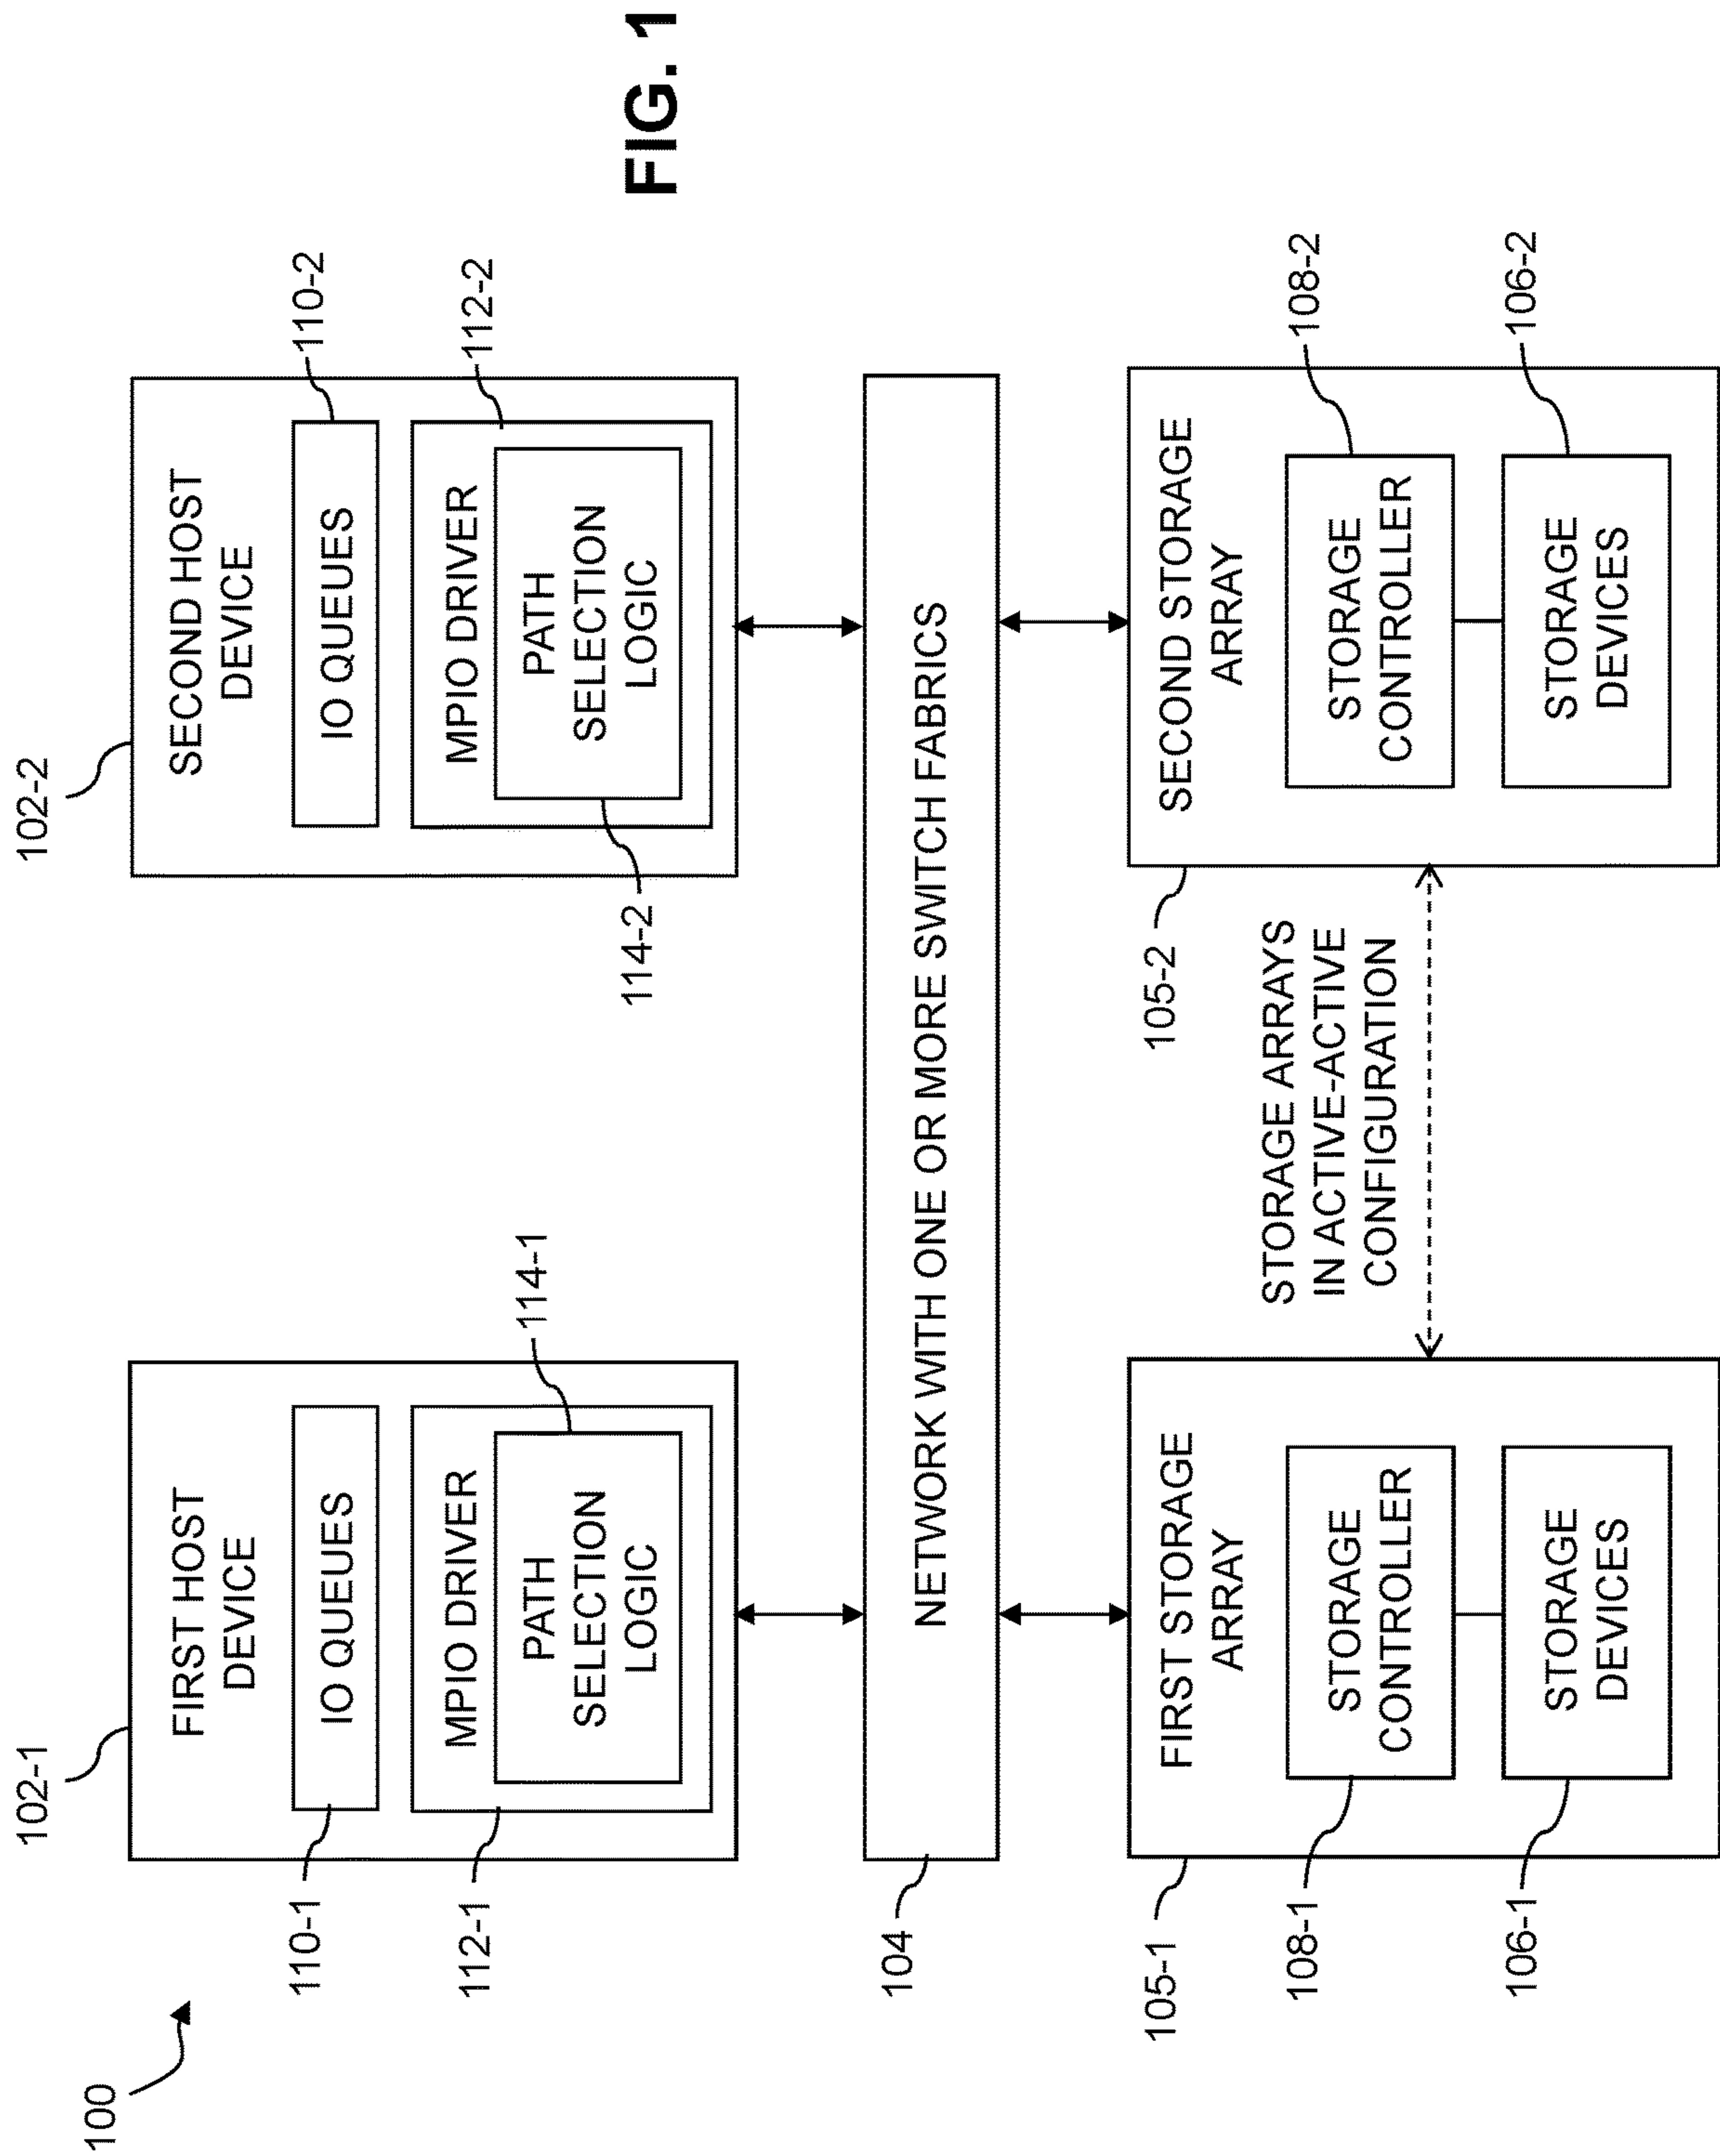 100
102-1
FIRST HOST
DEVICE
IO QUEUES
110-1
MPIO DRIVER
112-1
PATH
SELECTION
LOGIC
114-1
102-2
SECOND HOST
DEVICE
IO QUEUES
110-2
MPIO DRIVER
112-2
PATH
SELECTION
LOGIC
114-2
NETWORK WITH ONE OR MORE SWITCH FABRICS
104
105-1
FIRST STORAGE
ARRAY
STORAGE
CONTROLLER
108-1
STORAGE
DEVICES
106-1
STORAGE ARRAYS
IN ACTIVE-ACTIVE
CONFIGURATION
105-2
SECOND STORAGE
ARRAY
STORAGE
CONTROLLER
108-2
STORAGE
DEVICES
106-2
FIG. 1